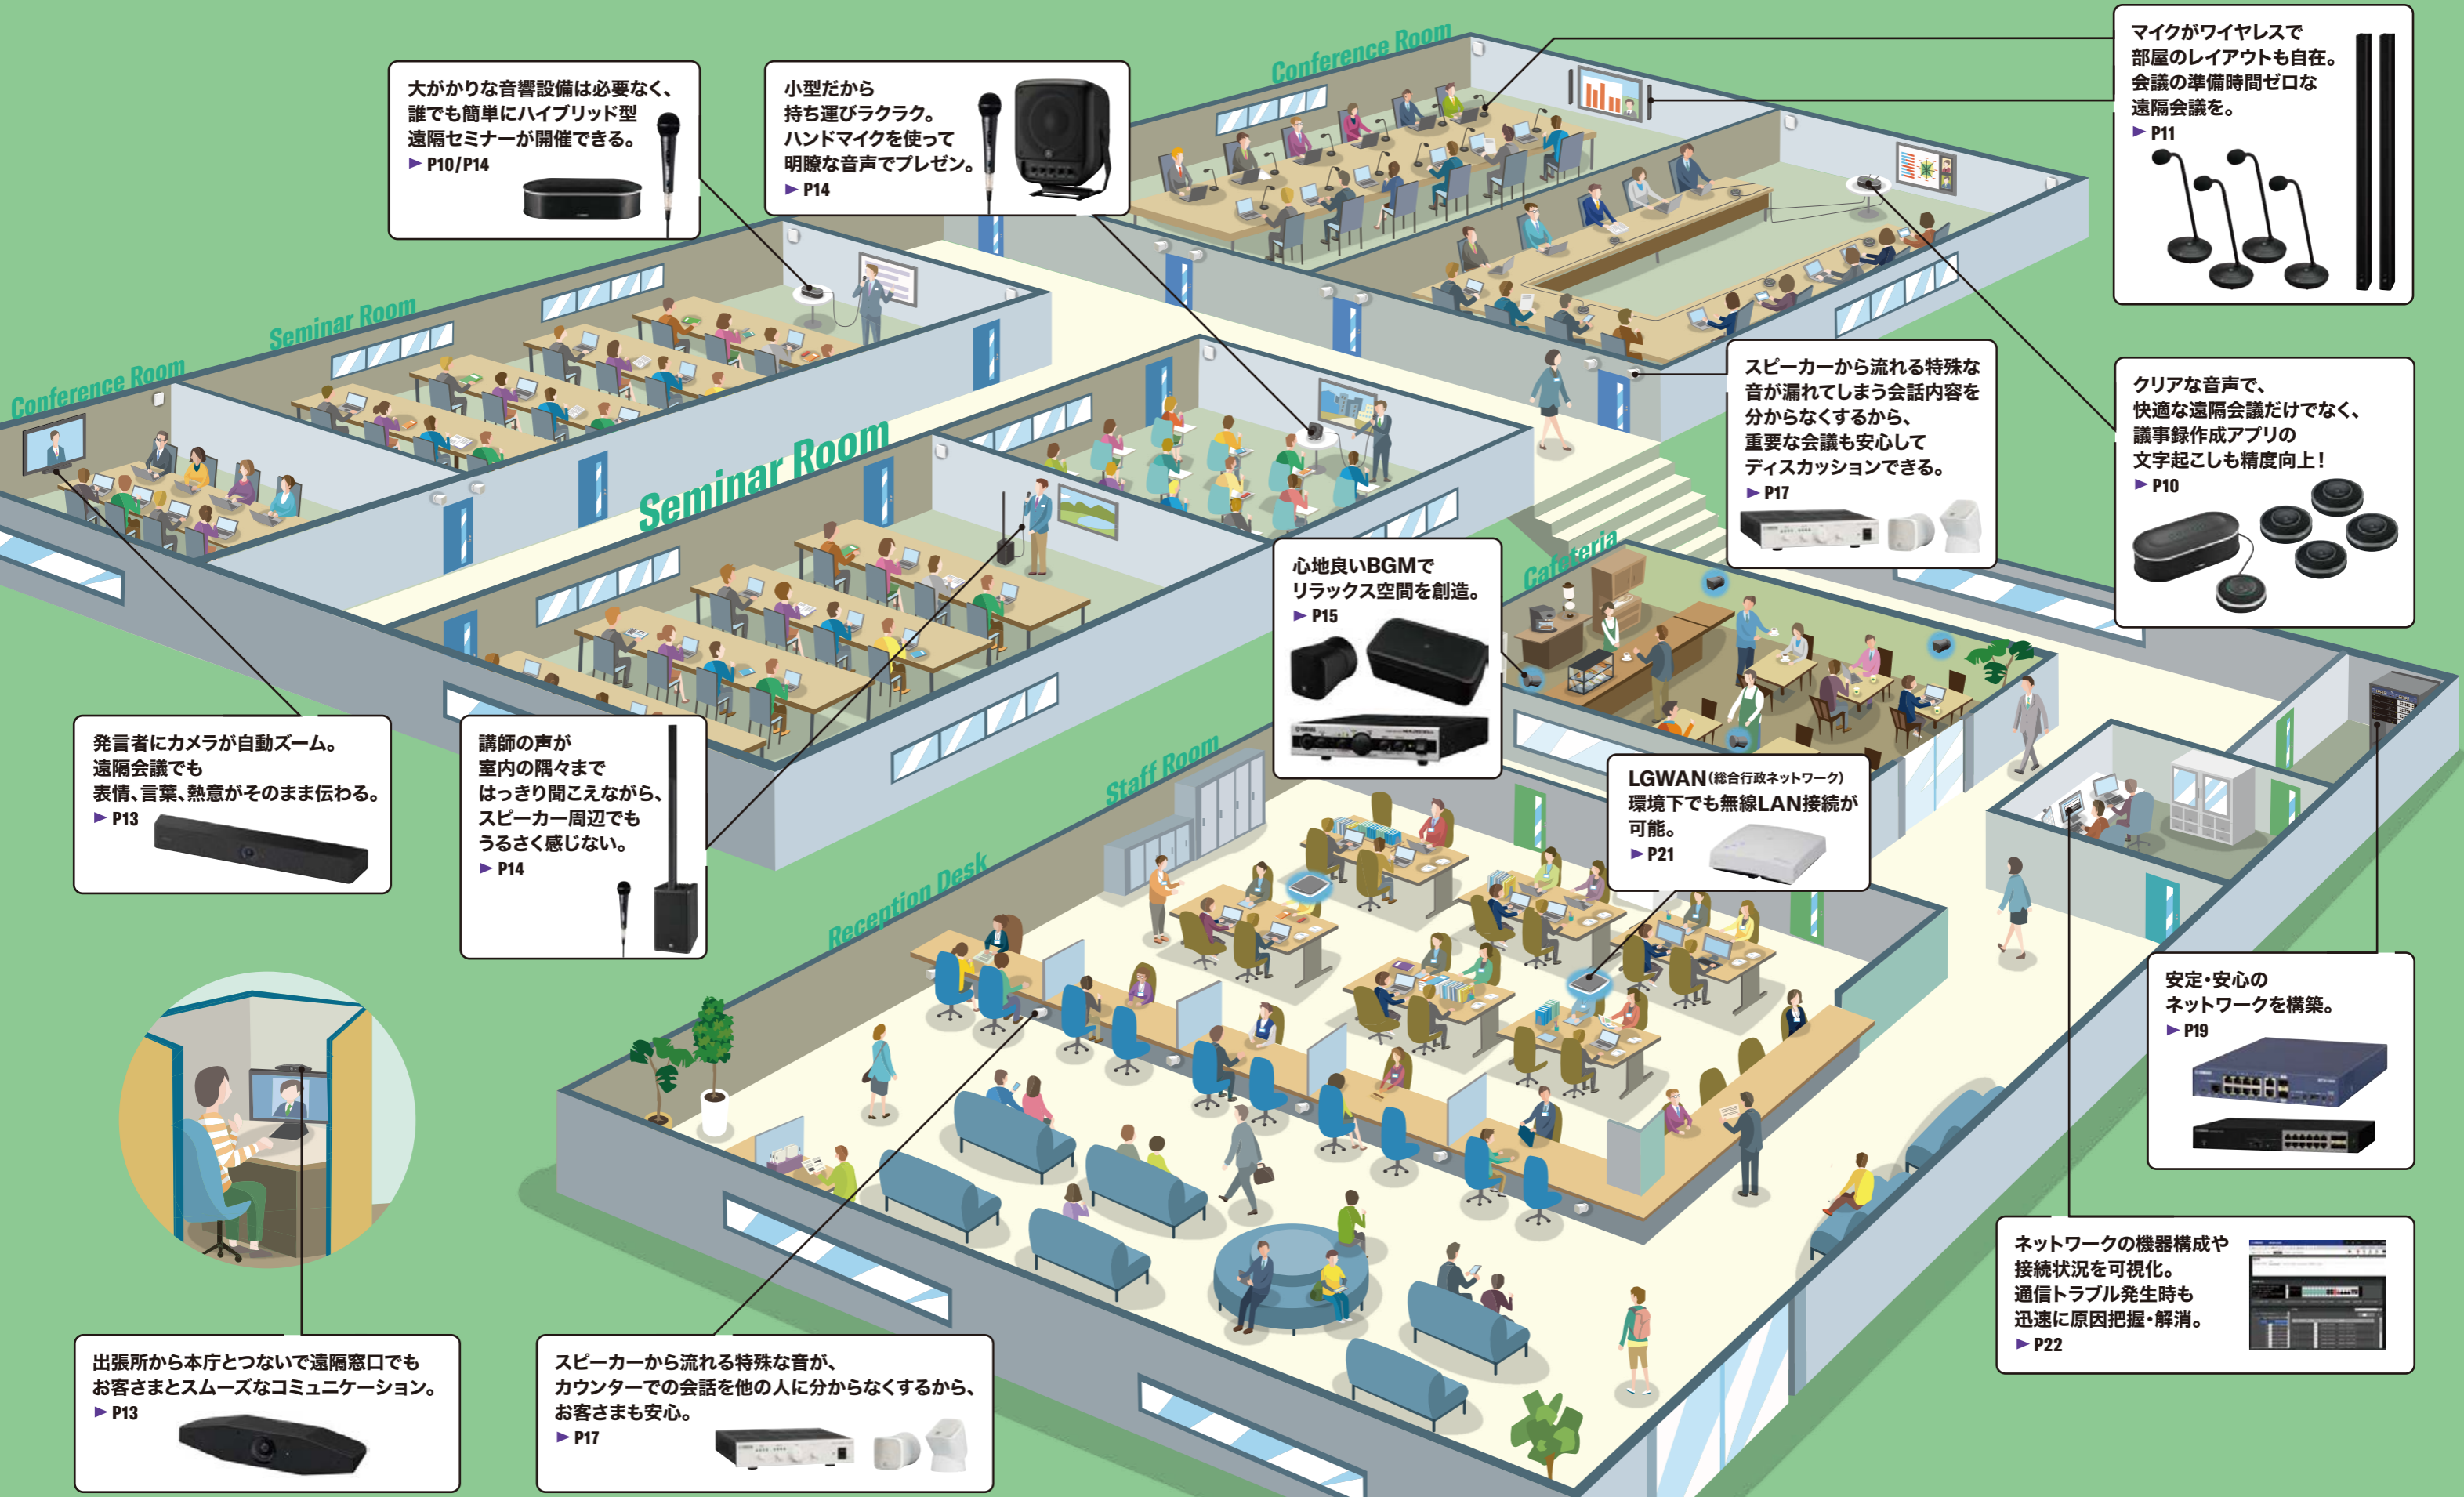 大がかりな音響設備は必要なく、
誰でも簡単にハイブリッド型
遠隔セミナーが開催できる。
▶ P10/P14
小型だから
持ち運びラクラク。
ハンドマイクを使って
明瞭な音声でプレゼン。
▶ P14
Conference Room
マイクがワイヤレスで
部屋のレイアウトも自在。
会議の準備時間ゼロな
遠隔会議を。
▶ P11
Seminar Room
Conference Room
Seminar Room
スピーカーから流れる特殊な
音が漏れてしまう会話内容を
分からなくするから、
重要な会議も安心して
ディスカッションできる。
▶ P17
クリアな音声で、
快適な遠隔会議だけでなく、
議事録作成アプリの
文字起こしも精度向上！
▶ P10
心地良いBGMで
リラックス空間を創造。
▶ P15
Cafeteria
発言者にカメラが自動ズーム。
遠隔会議でも
表情、言葉、熱意がそのまま伝わる。
▶ P13
講師の声が
室内の隅々まで
はっきり聞こえながら、
スピーカー周辺でも
うるさく感じない。
▶ P14
Staff Room
LGWAN（総合行政ネットワーク）
環境下でも無線LAN接続が
可能。
▶ P21
Reception Desk
安定・安心の
ネットワークを構築。
▶ P19
ネットワークの機器構成や
接続状況を可視化。
通信トラブル発生時も
迅速に原因把握・解消。
▶ P22
出張所から本庁とつないで遠隔窓口でも
お客さまとスムーズなコミュニケーション。
▶ P13
スピーカーから流れる特殊な音が、
カウンターでの会話を他の人に分からなくするから、
お客さまも安心。
▶ P17